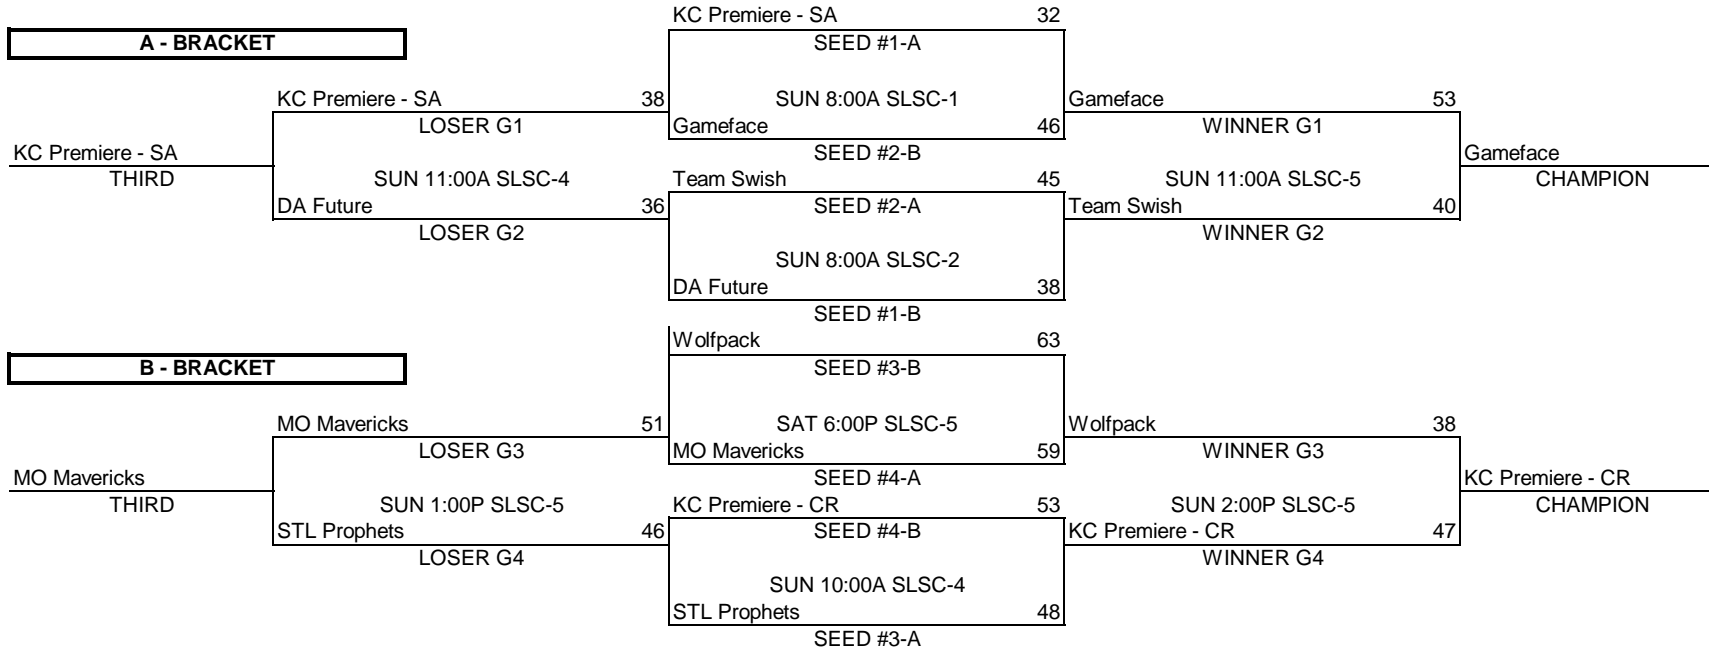 KC Premiere - SA 32
A - BRACKET SEED #1-A
KC Premiere - SA 38 SUN 8:00A SLSC-1 Gameface 53
LOSER G1 Gameface 46 WINNER G1
KC Premiere - SA SEED #2-B Gameface
THIRD SUN 11:00A SLSC-4 Team Swish 45 SUN 11:00A SLSC-5 CHAMPION
DA Future 36 SEED #2-A Team Swish 40
LOSER G2 WINNER G2
SUN 8:00A SLSC-2
DA Future 38
SEED #1-B
Wolfpack 63
B - BRACKET SEED #3-B
MO Mavericks 51 SAT 6:00P SLSC-5 Wolfpack 38
LOSER G3 MO Mavericks 59 WINNER G3
MO Mavericks SEED #4-A KC Premiere - CR
THIRD SUN 1:00P SLSC-5 KC Premiere - CR 53 SUN 2:00P SLSC-5 CHAMPION
STL Prophets 46 SEED #4-B KC Premiere - CR 47
LOSER G4 WINNER G4
SUN 10:00A SLSC-4
STL Prophets 48
SEED #3-A